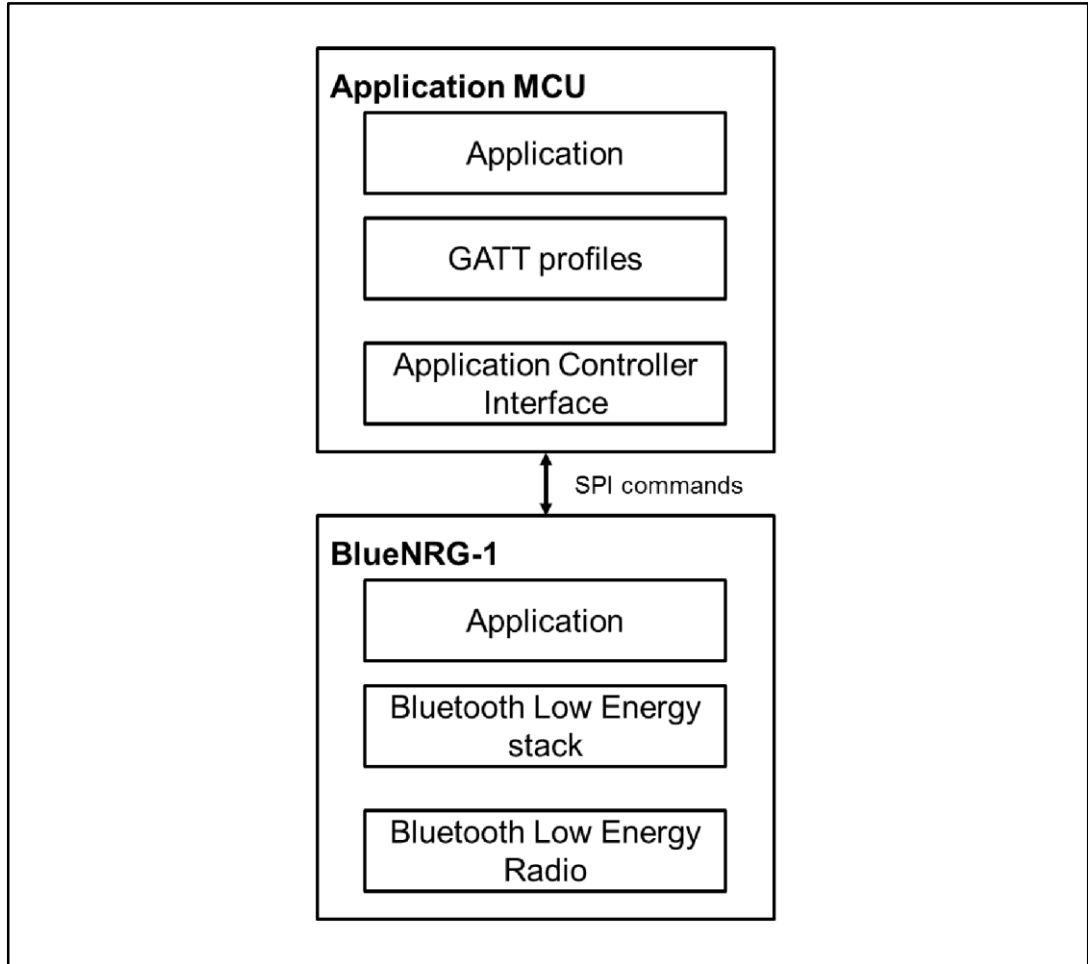 Application MCU
Application
GATT profiles
Application Controller
Interface
SPI commands
BlueNRG-1
Application
Bluetooth Low Energy
stack
Bluetooth Low Energy
Radio